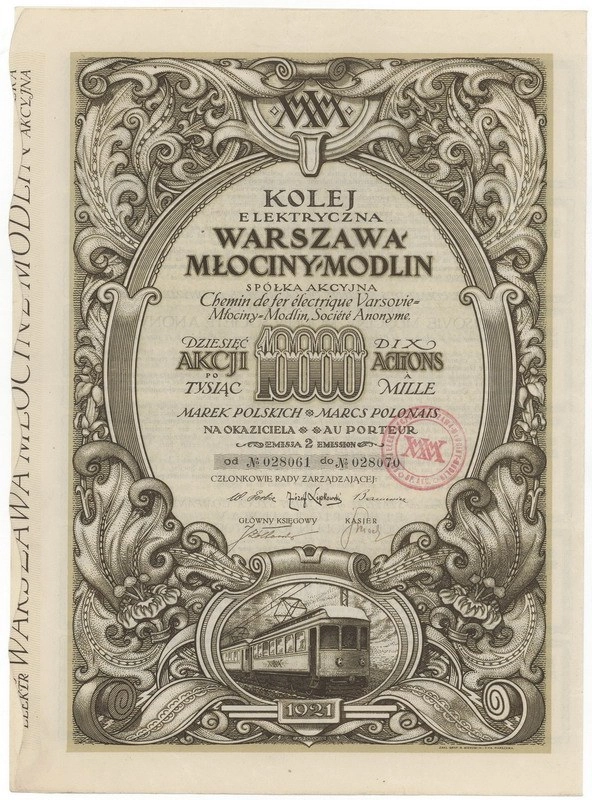 KOLEJ
ELEKTRYCZNA
WARSZAWA-
MŁOCINY-MODLIN
SPÓŁKA AKCYJNA
Chemin de fer électrique Varsovie=
Młociny=Modlin, Société Anonyme.
DZIESIĘĆ DIX
AKCJI 10000 ACTIONS
PO À
TYSIĄC MILLE
MAREK POLSKICH MARCS POLONAIS
NA OKAZICIELA AU PORTEUR
EMISJA 2 EMISSION
od № 028061 do № 028070
CZŁONKOWIE RADY ZARZĄDZAJĄCEJ
GŁÓWNY KSIĘGOWY KASJER
1921
WARSZAWA MŁOCINY MODLIN